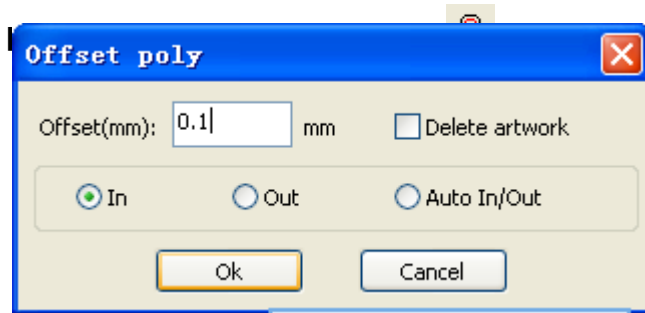 Offset poly
Offset(mm): 0.1 mm Delete artwork
In Out Auto In/Out
Ok Cancel